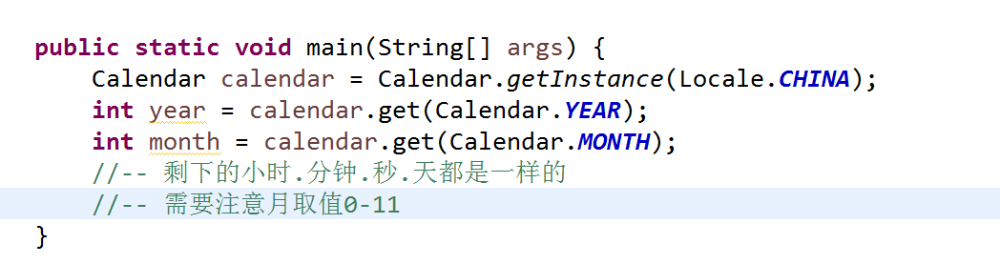 public static void main(String[] args) {
Calendar calendar = Calendar.getInstance(Locale.CHINA);
int year = calendar.get(Calendar.YEAR);
int month = calendar.get(Calendar.MONTH);
//-- 剩下的小时.分钟.秒.天都是一样的
//-- 需要注意月取值0-11
}